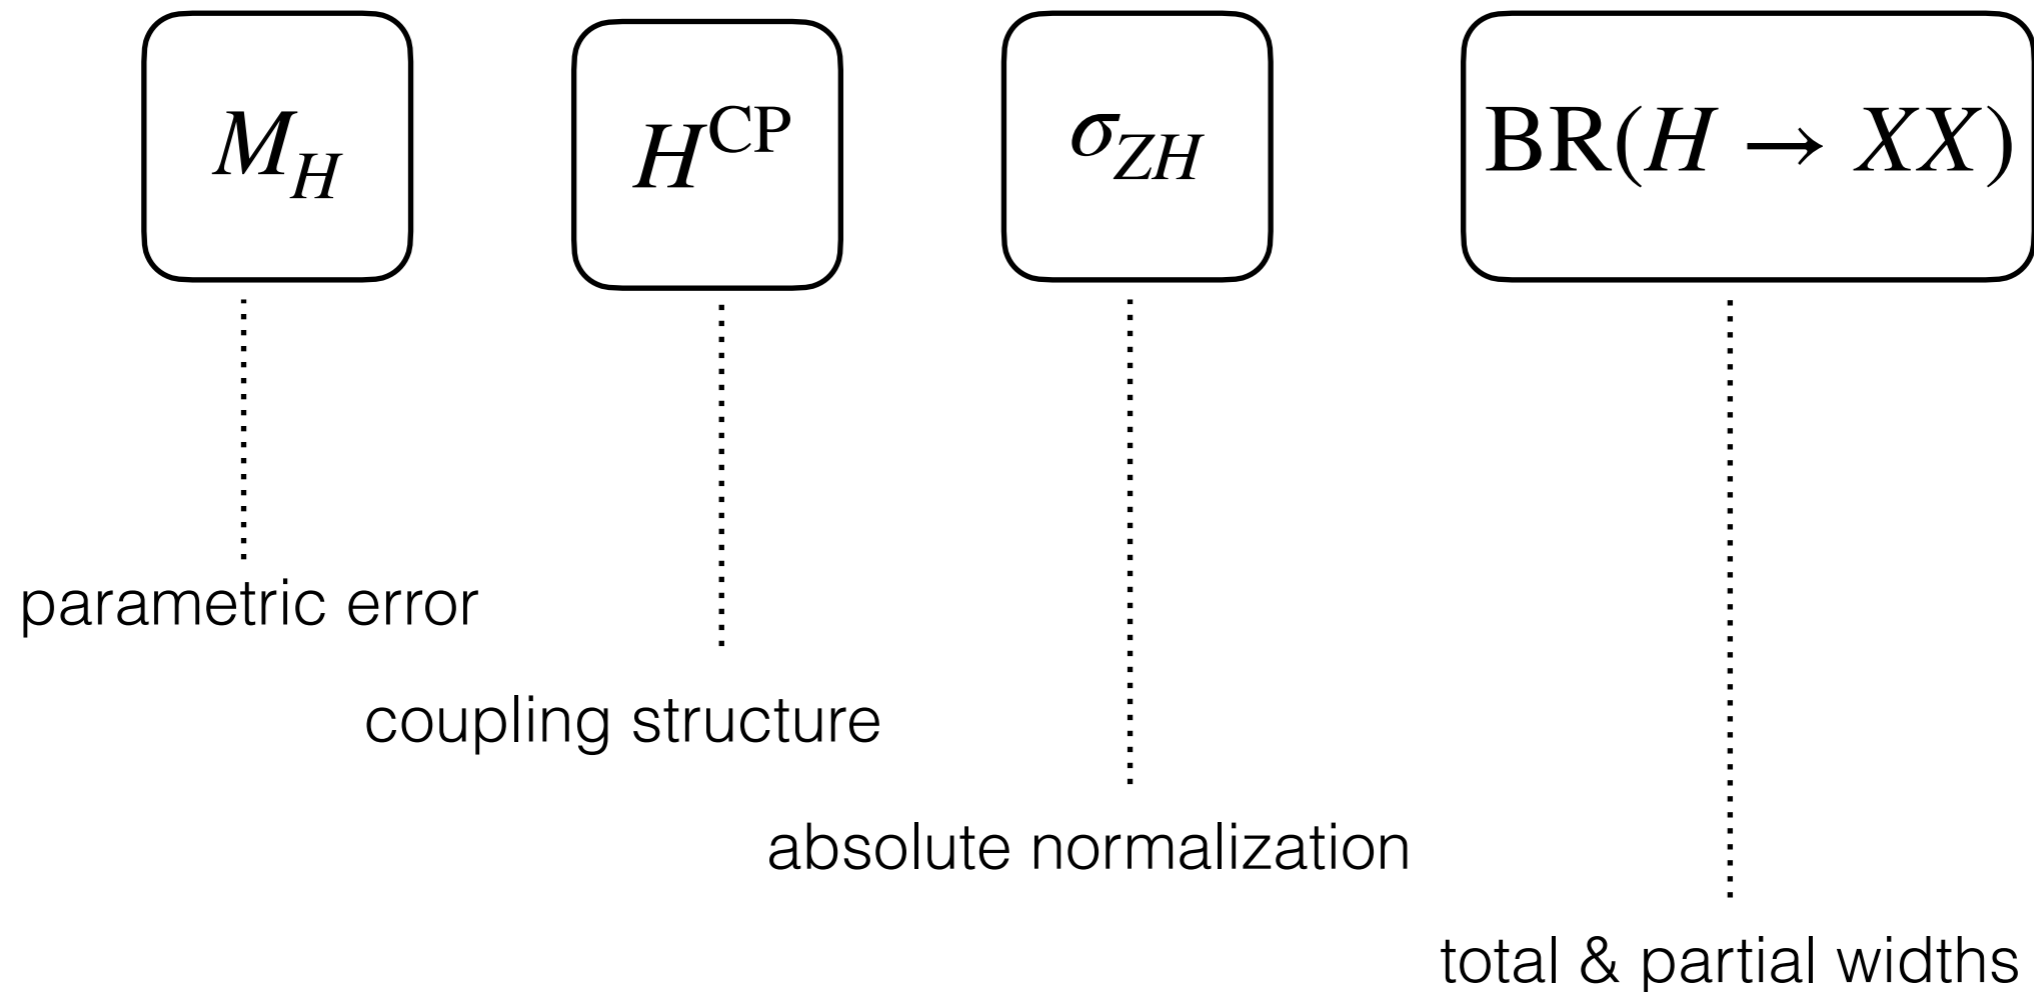 M_H
H^CP
σ_ZH
BR(H → XX)
parametric error
coupling structure
absolute normalization
total & partial widths